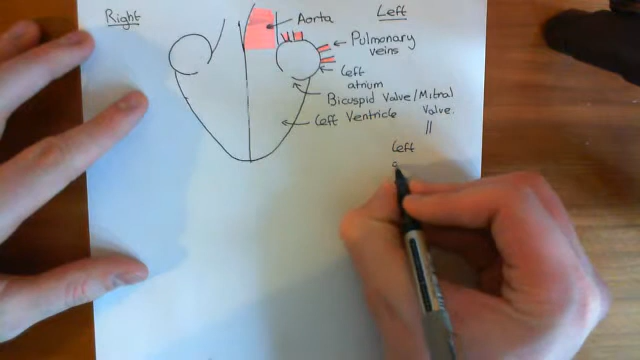 Right
Left
Aorta
Pulmonary
veins
Left
atrium
Bicuspid Valve/Mitral
Valve.
Left Ventricle
||
Left